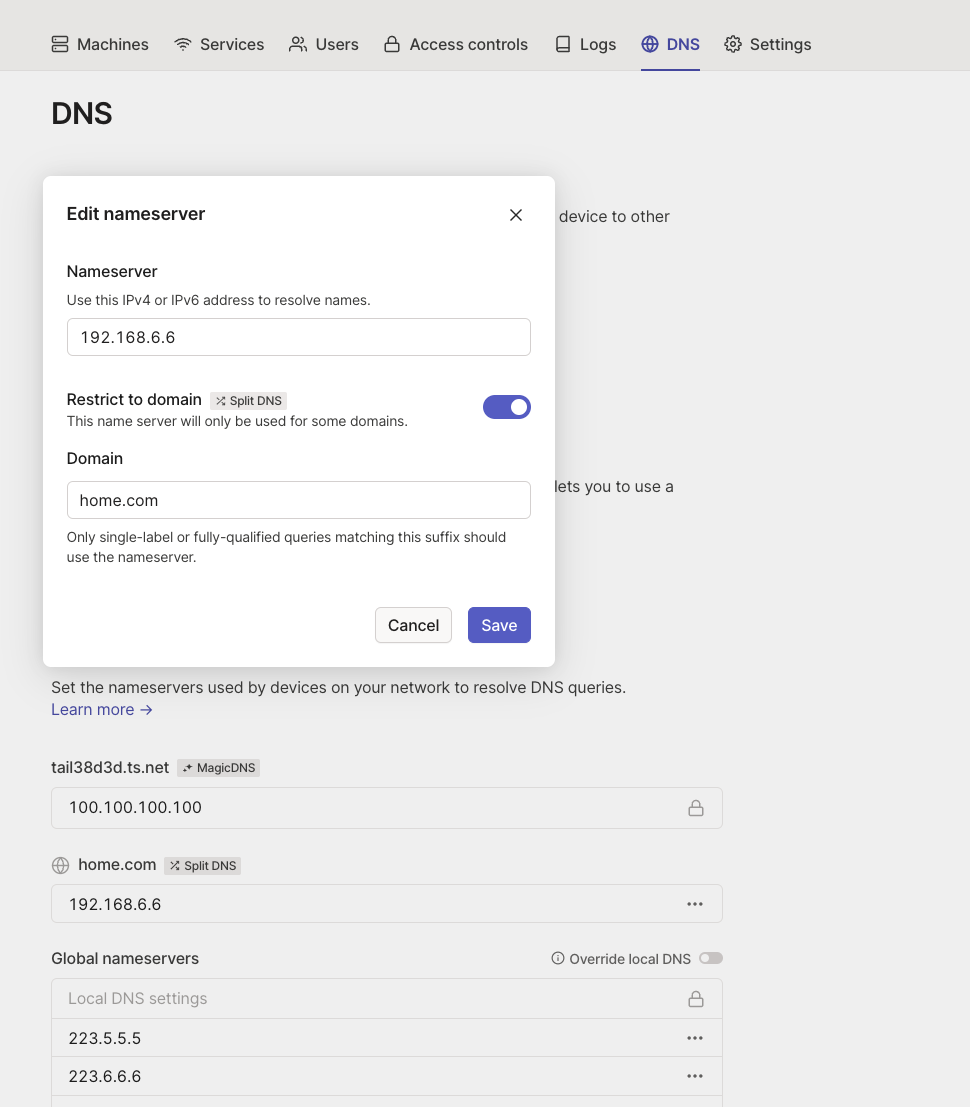 Machines Services Users Access controls Logs DNS Settings
DNS
Edit nameserver
device to other
Nameserver
Use this IPv4 or IPv6 address to resolve names.
192.168.6.6
Restrict to domain Split DNS
This name server will only be used for some domains.
Domain
lets you to use a
home.com
Only single-label or fully-qualified queries matching this suffix should
use the nameserver.
Cancel Save
Set the nameservers used by devices on your network to resolve DNS queries.
Learn more →
tail38d3d.ts.net MagicDNS
100.100.100.100
home.com Split DNS
192.168.6.6
Global nameservers Override local DNS
Local DNS settings
223.5.5.5
223.6.6.6